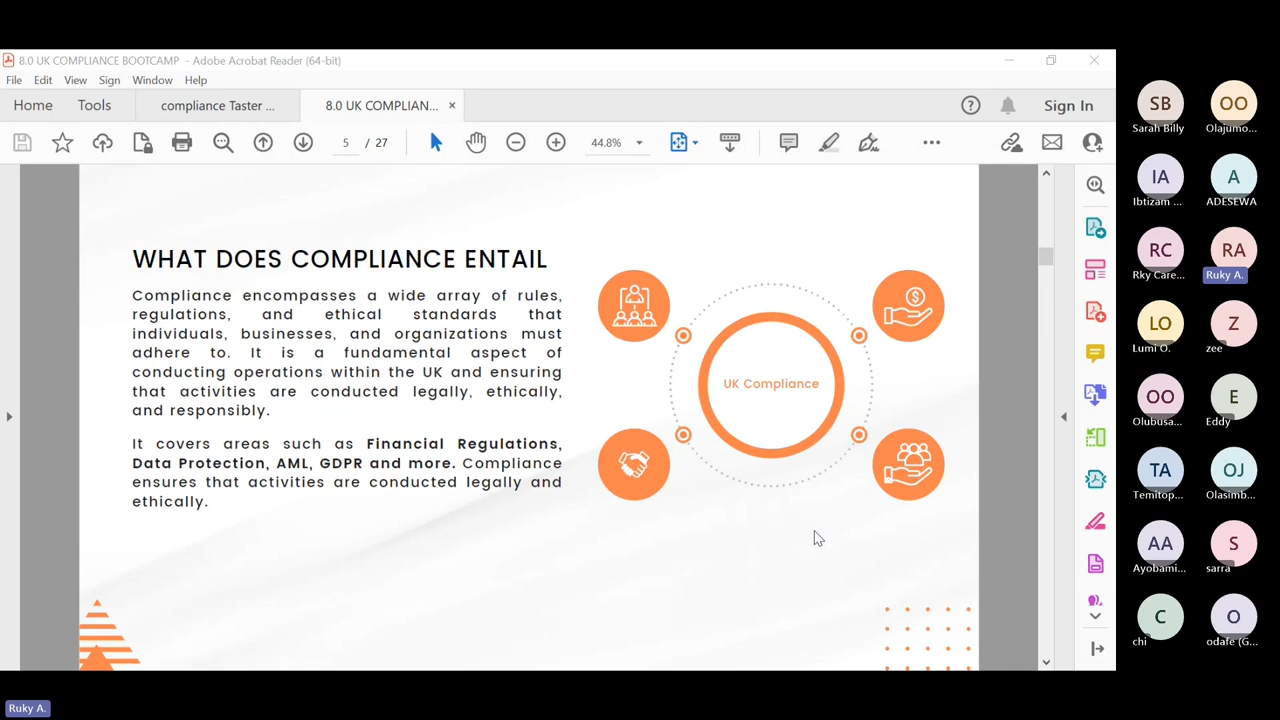 8.0 UK COMPLIANCE BOOTCAMP - Adobe Acrobat Reader (64-bit)
File Edit View Sign Window Help
Home Tools compliance Taster ... 8.0 UK COMPLIAN... × Sign In
5 / 27 44.8%
WHAT DOES COMPLIANCE ENTAIL
Compliance encompasses a wide array of rules,
regulations, and ethical standards that
individuals, businesses, and organizations must
adhere to. It is a fundamental aspect of
conducting operations within the UK and ensuring
that activities are conducted legally, ethically,
and responsibly.
It covers areas such as Financial Regulations,
Data Protection, AML, GDPR and more. Compliance
ensures that activities are conducted legally and
ethically.
UK Compliance
SB OO
Sarah Billy Olajumo...
IA A
Ibtizam ... ADESEWA
RC RA
Rky Care... Ruky A.
LO Z
Lumi O. zee
OO E
Olubusa... Eddy
TA OJ
Temitop... Olasimb...
AA S
Ayobami... sarra
C O
chi odafe (G...
Ruky A.